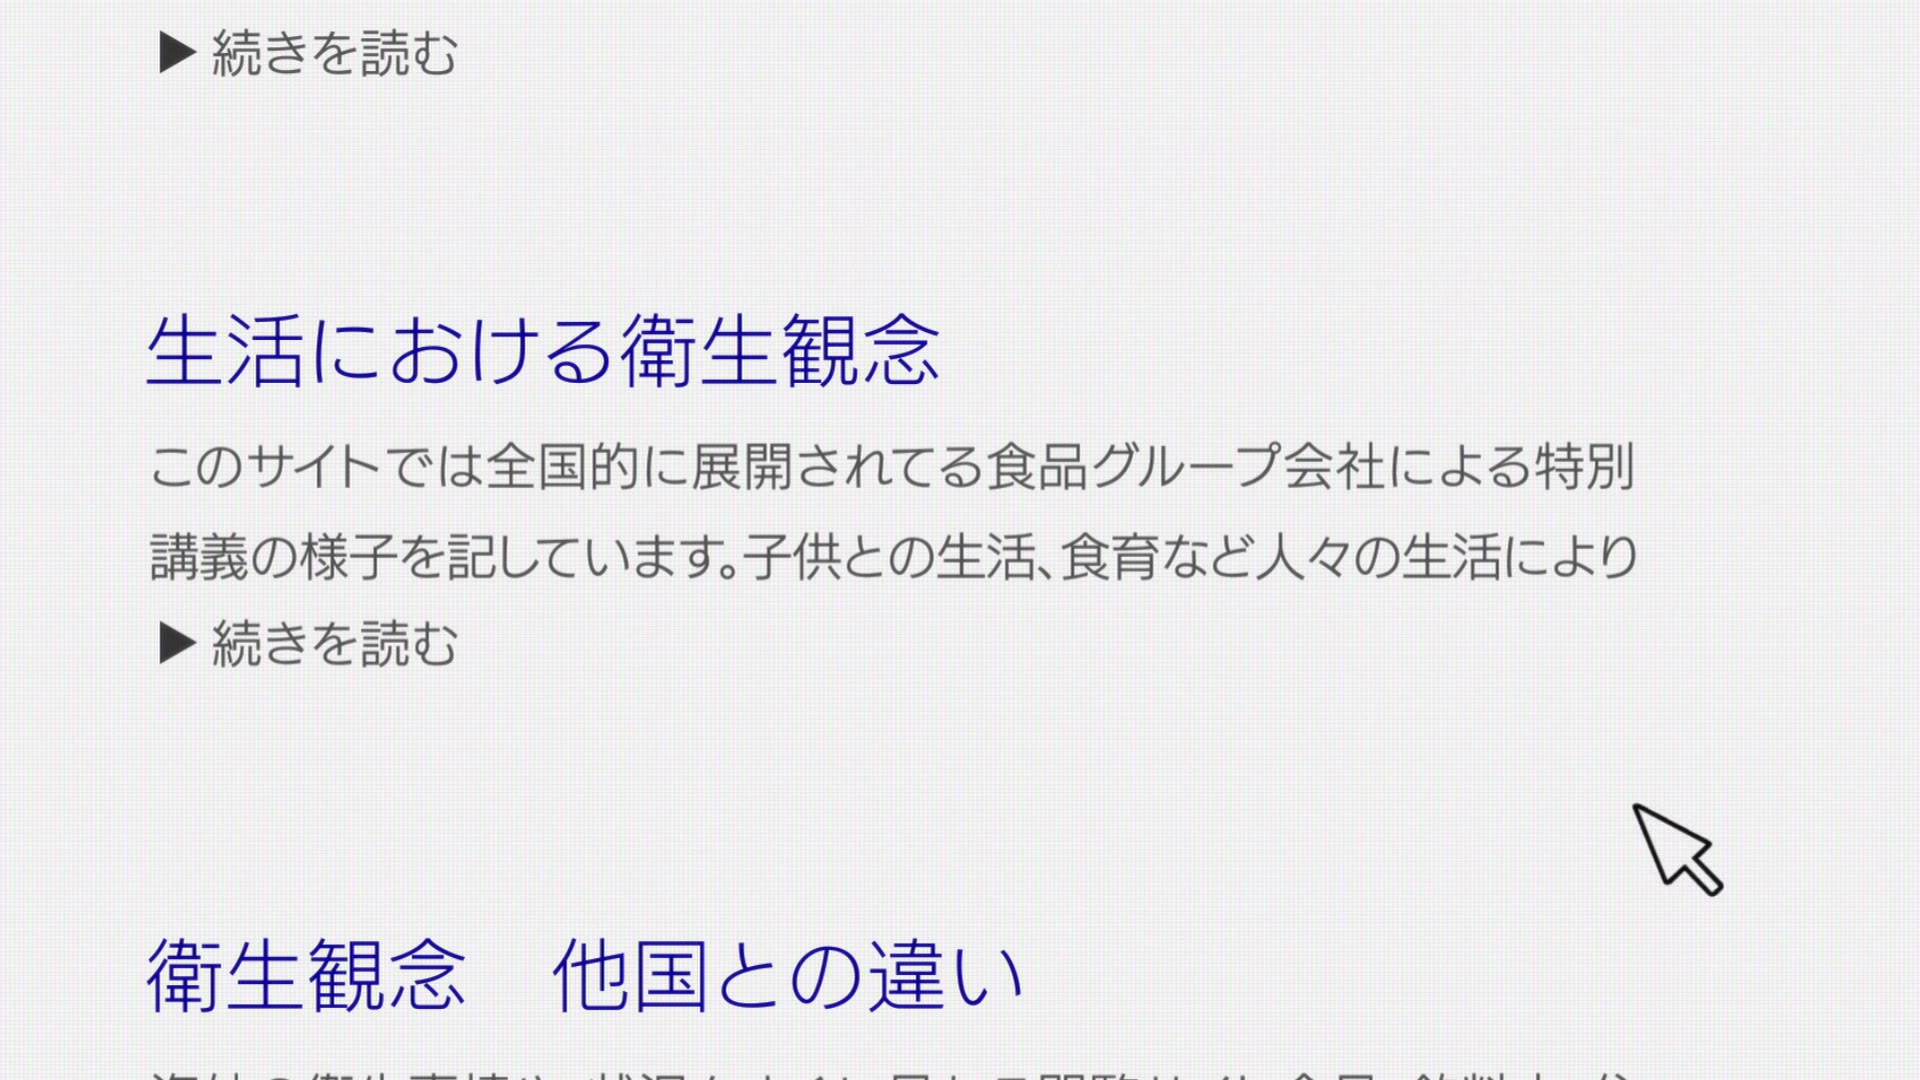 ▶ 続きを読む
生活における衛生観念
このサイトでは全国的に展開されてる食品グループ会社による特別
講義の様子を記しています。子供との生活、食育など人々の生活により
▶ 続きを読む
衛生観念　他国との違い